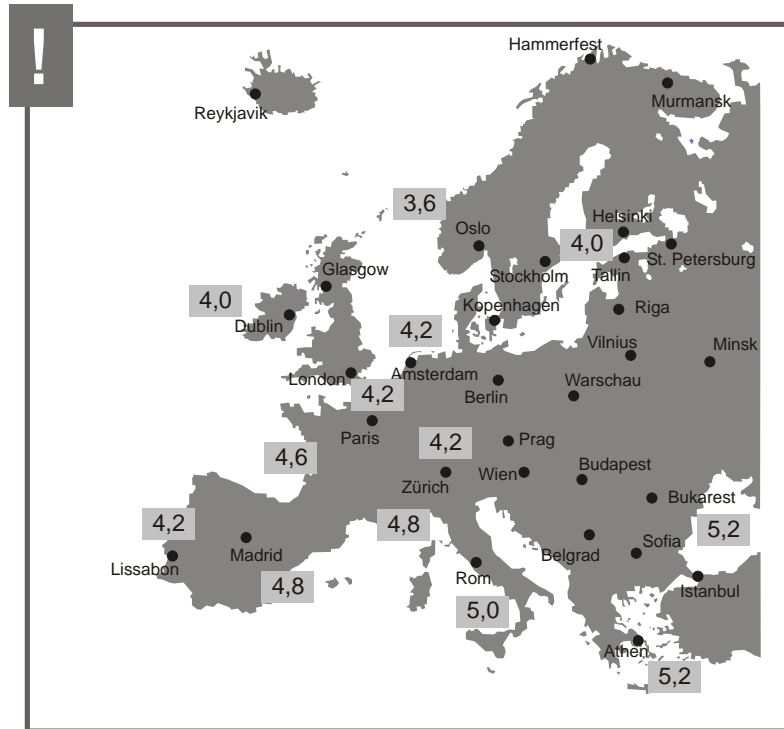 !
Hammerfest
Murmansk
Reykjavik
3,6
Helsinki
Oslo
4,0
St. Petersburg
Stockholm
Tallin
Glasgow
4,0
Kopenhagen
Riga
Dublin
4,2
Vilnius
Minsk
London
Amsterdam
Berlin
Warschau
4,2
Paris
4,2
Prag
4,6
Zürich
Wien
Budapest
Bukarest
4,2
4,8
5,2
Madrid
Belgrad
Sofia
Lissabon
4,8
Rom
Istanbul
5,0
Athen
5,2